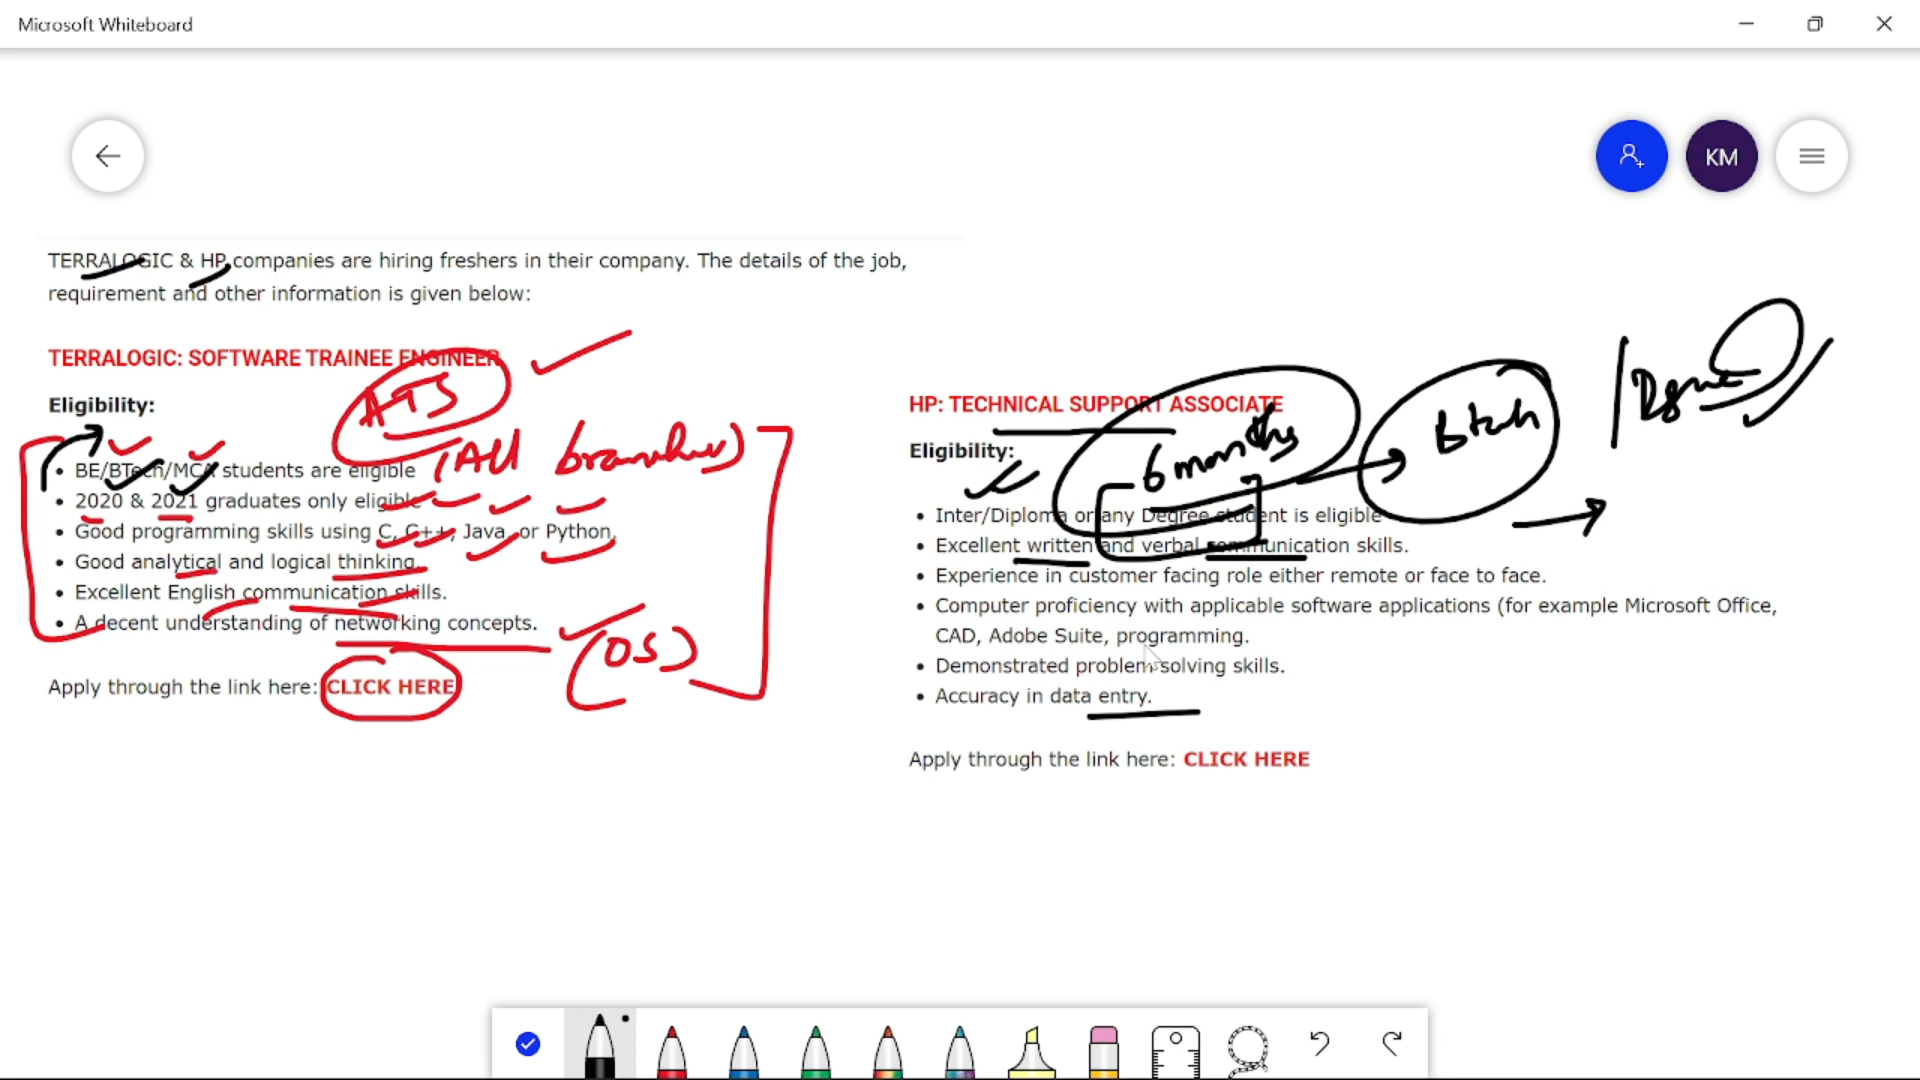 Microsoft Whiteboard
KM
TERRALOGIC & HP companies are hiring freshers in their company. The details of the job,
requirement and other information is given below:
TERRALOGIC: SOFTWARE TRAINEE ENGINEER
Eligibility:
(All branches)
• BE/BTech/MCA students are eligible
• 2020 & 2021 graduates only eligible
• Good programming skills using C, C++, Java, or Python.
• Good analytical and logical thinking.
• Excellent English communication skills.
• A decent understanding of networking concepts.
(OS)
Apply through the link here: CLICK HERE
HP: TECHNICAL SUPPORT ASSOCIATE
Eligibility:
6 months
Btech
• Inter/Diploma or any Degree student is eligible
• Excellent written and verbal communication skills.
• Experience in customer facing role either remote or face to face.
• Computer proficiency with applicable software applications (for example Microsoft Office,
CAD, Adobe Suite, programming.
• Demonstrated problem-solving skills.
• Accuracy in data entry.
Apply through the link here: CLICK HERE